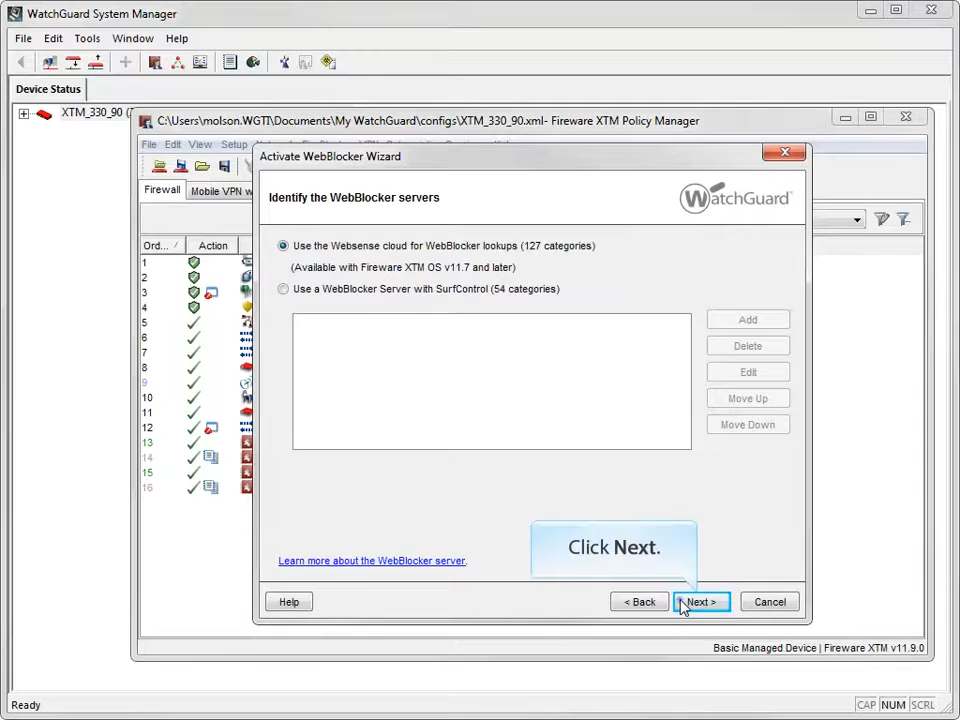 WatchGuard System Manager
File Edit Tools Window Help
Device Status
XTM_330_90
C:\Users\molson.WGTI\Documents\My WatchGuard\configs\XTM_330_90.xml- Fireware XTM Policy Manager
File Edit View Setup
Activate WebBlocker Wizard
Firewall Mobile VPN
Identify the WebBlocker servers
WatchGuard
Ord... Action
Use the Websense cloud for WebBlocker lookups (127 categories)
(Available with Fireware XTM OS v11.7 and later)
Use a WebBlocker Server with SurfControl (54 categories)
1
2
3
4
5
6
7
8
9
10
11
12
13
14
15
16
Add
Delete
Edit
Move Up
Move Down
Click Next.
Learn more about the WebBlocker server.
Help < Back Next > Cancel
Basic Managed Device | Fireware XTM v11.9.0
Ready CAP NUM SCRL